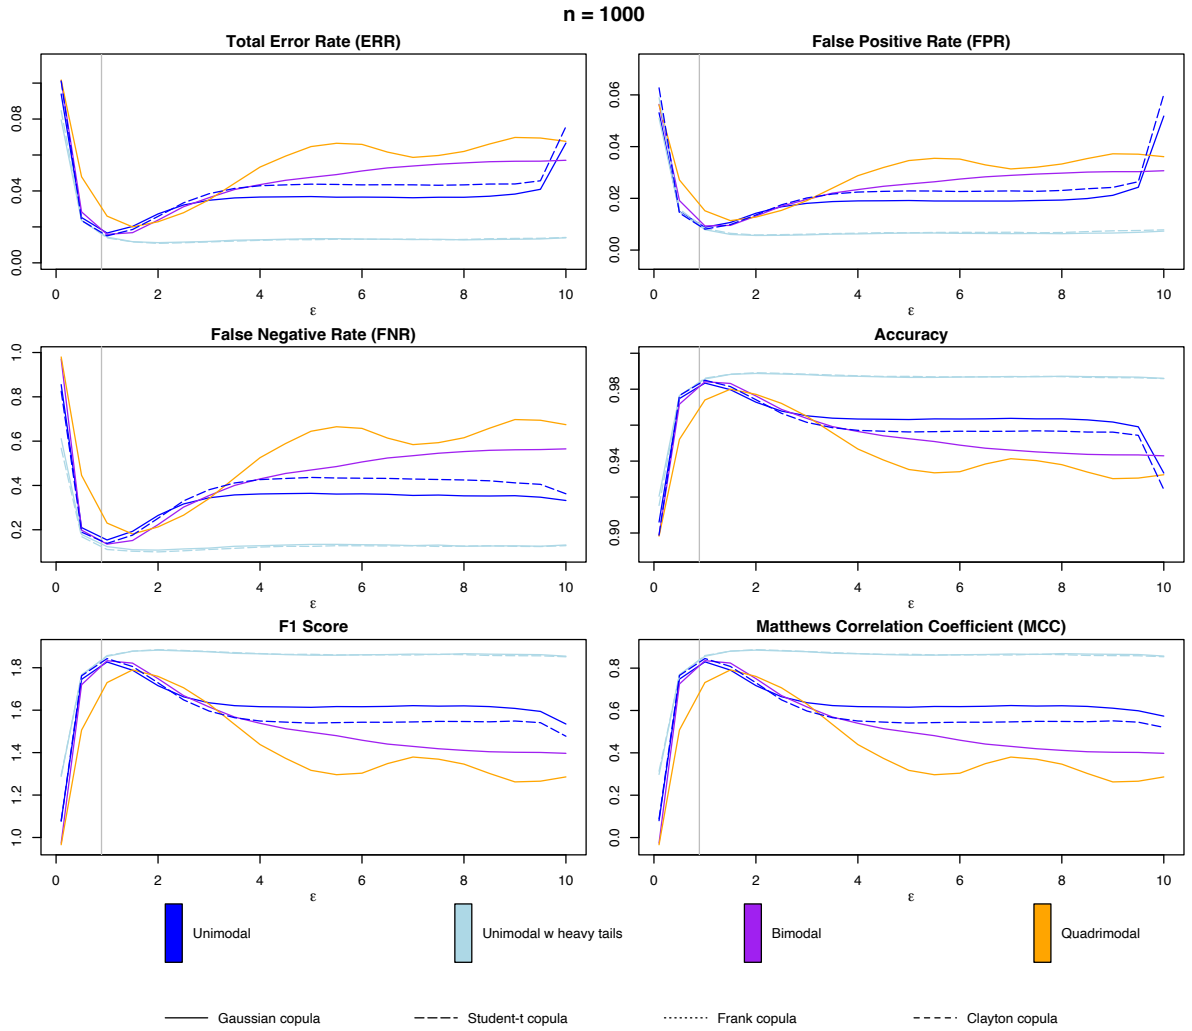 n = 1000
Total Error Rate (ERR)
0.00 0.04 0.08
0 2 4 6 8 10
ε
False Positive Rate (FPR)
0.00 0.02 0.04 0.06
0 2 4 6 8 10
ε
False Negative Rate (FNR)
0.2 0.4 0.6 0.8 1.0
0 2 4 6 8 10
ε
Accuracy
0.90 0.94 0.98
0 2 4 6 8 10
ε
F1 Score
1.0 1.2 1.4 1.6 1.8
0 2 4 6 8 10
ε
Matthews Correlation Coefficient (MCC)
0.0 0.2 0.4 0.6 0.8
0 2 4 6 8 10
ε
Unimodal Unimodal w heavy tails Bimodal Quadrimodal
Gaussian copula Student-t copula Frank copula Clayton copula